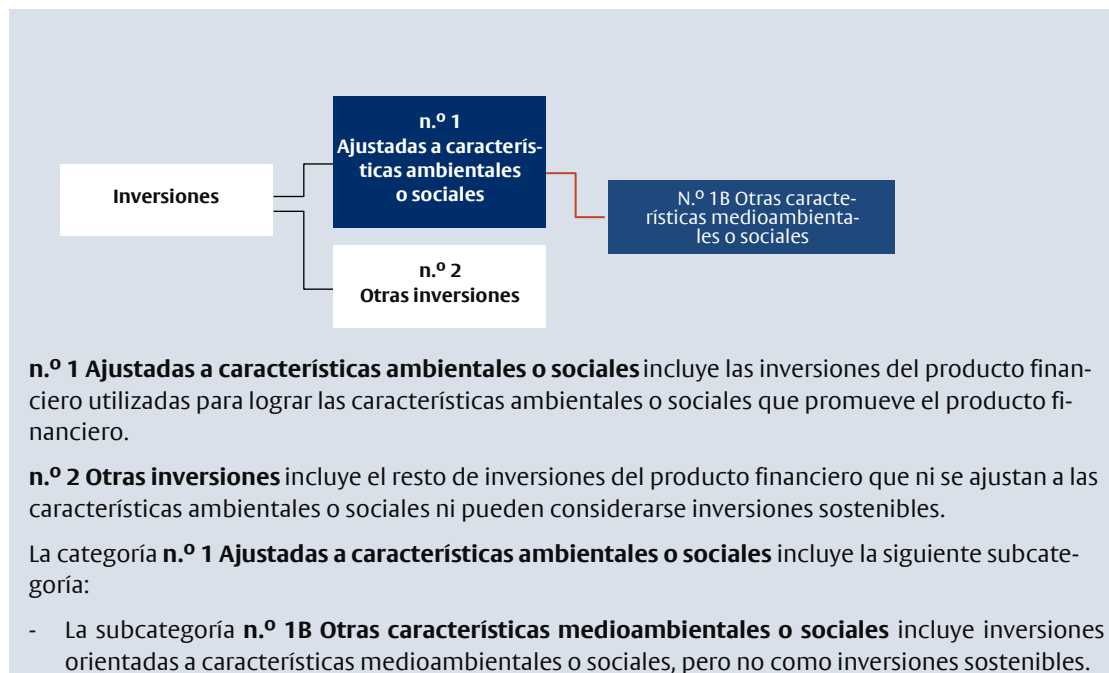 n.º 1
Ajustadas a caracterís-
ticas ambientales
o sociales
Inversiones
N.º 1B Otras caracte-
rísticas medioambienta-
les o sociales
n.º 2
Otras inversiones
n.º 1 Ajustadas a características ambientales o sociales incluye las inversiones del producto finan-
ciero utilizadas para lograr las características ambientales o sociales que promueve el producto fi-
nanciero.
n.º 2 Otras inversiones incluye el resto de inversiones del producto financiero que ni se ajustan a las
características ambientales o sociales ni pueden considerarse inversiones sostenibles.
La categoría n.º 1 Ajustadas a características ambientales o sociales incluye la siguiente subcate-
goría:
- La subcategoría n.º 1B Otras características medioambientales o sociales incluye inversiones
orientadas a características medioambientales o sociales, pero no como inversiones sostenibles.